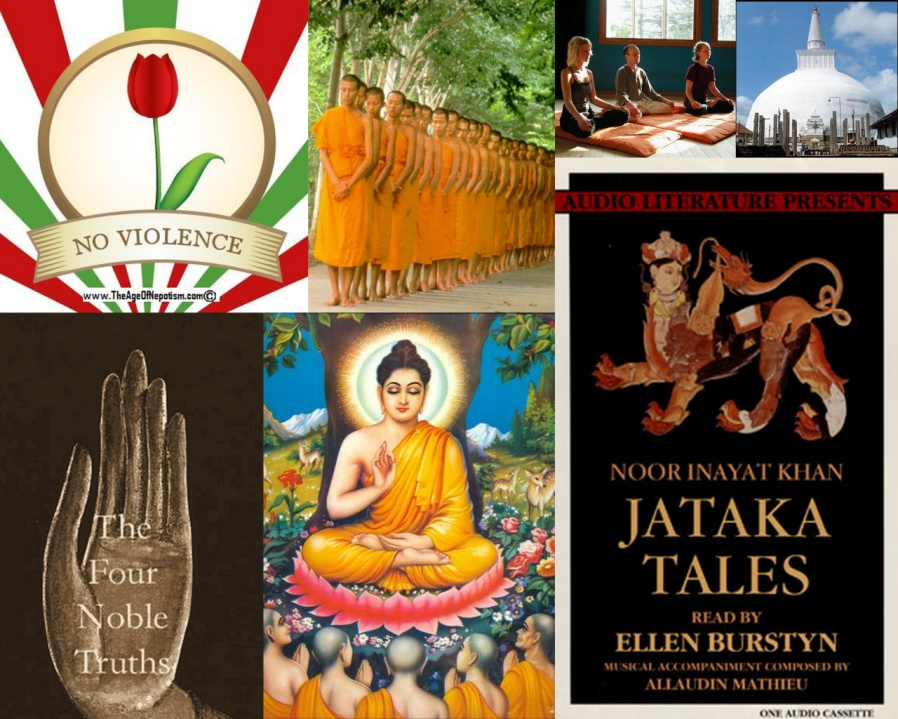 NO VIOLENCE
www.TheAgeOfNepotism.com©
AUDIO LITERATURE PRESENTS
NOOR INAYAT KHAN
JATAKA
TALES
READ BY
ELLEN BURSTYN
MUSICAL ACCOMPANIMENT COMPOSED BY
ALLAUDIN MATHIEU
ONE AUDIO CASSETTE
The
Four
Noble
Truths